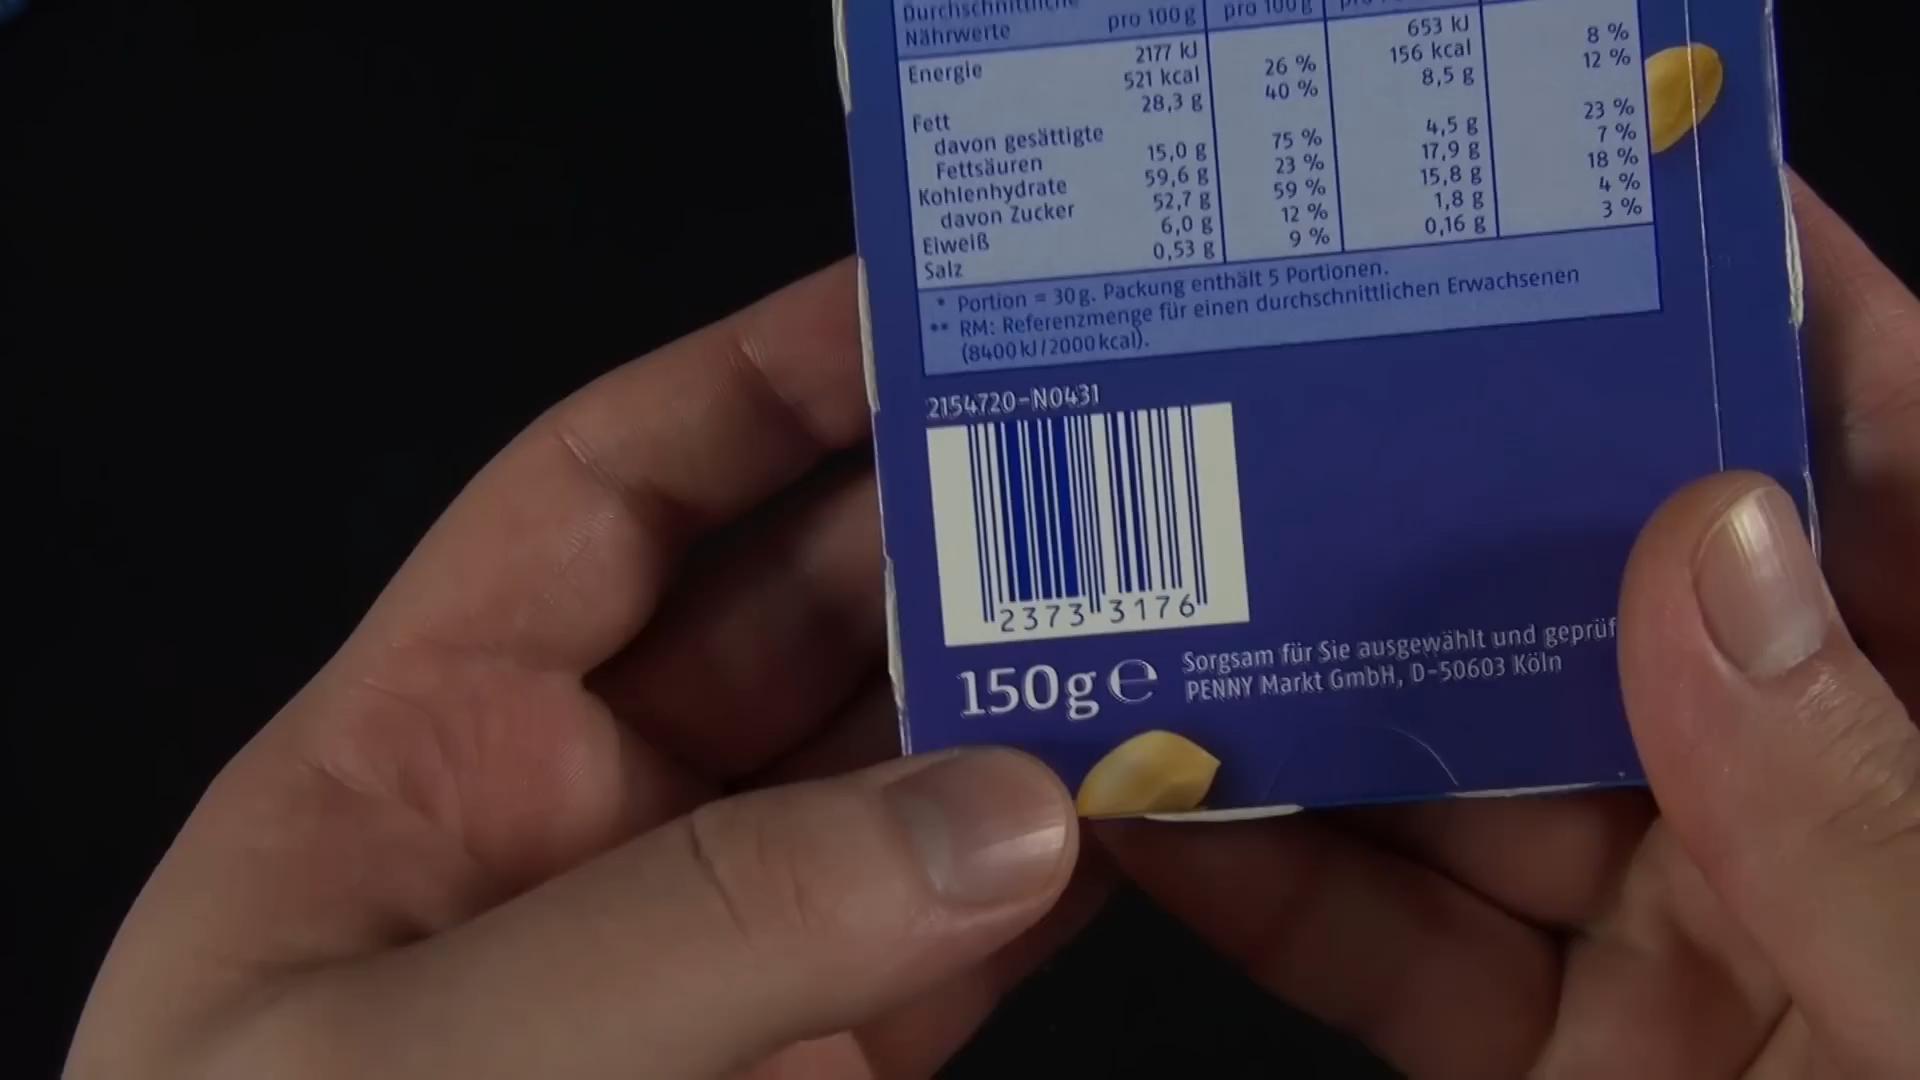 Durchschnittliche
Nährwerte
pro 100 g
pro 100 g
Energie
2177 kJ
521 kcal
26 %
653 kJ
156 kcal
8 %
Fett
28,3 g
40 %
8,5 g
12 %
davon gesättigte
Fettsäuren
15,0 g
75 %
4,5 g
23 %
Kohlenhydrate
59,6 g
23 %
17,9 g
7 %
davon Zucker
52,7 g
59 %
15,8 g
18 %
Eiweiß
6,0 g
12 %
1,8 g
4 %
Salz
0,53 g
9 %
0,16 g
3 %
* Portion = 30 g. Packung enthält 5 Portionen.
** RM: Referenzmenge für einen durchschnittlichen Erwachsenen
(8400 kJ / 2000 kcal).
2154720-N0431
2373 3176
150 g e
Sorgsam für Sie ausgewählt und geprüf
PENNY Markt GmbH, D-50603 Köln